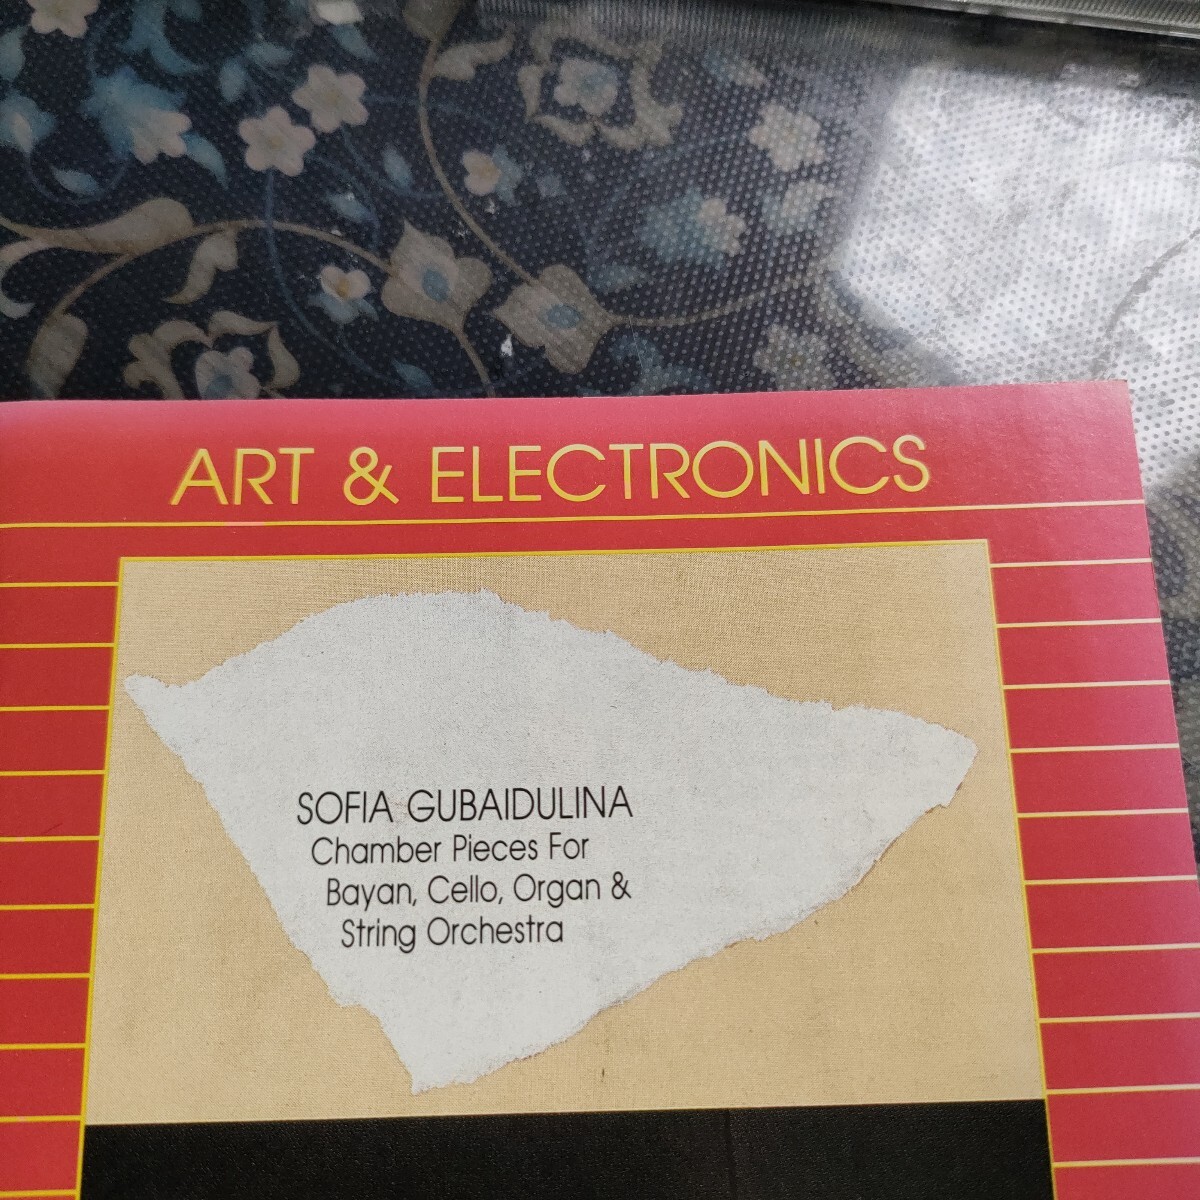 ART & ELECTRONICS
SOFIA GUBAIDULINA
Chamber Pieces For
Bayan, Cello, Organ &
String Orchestra